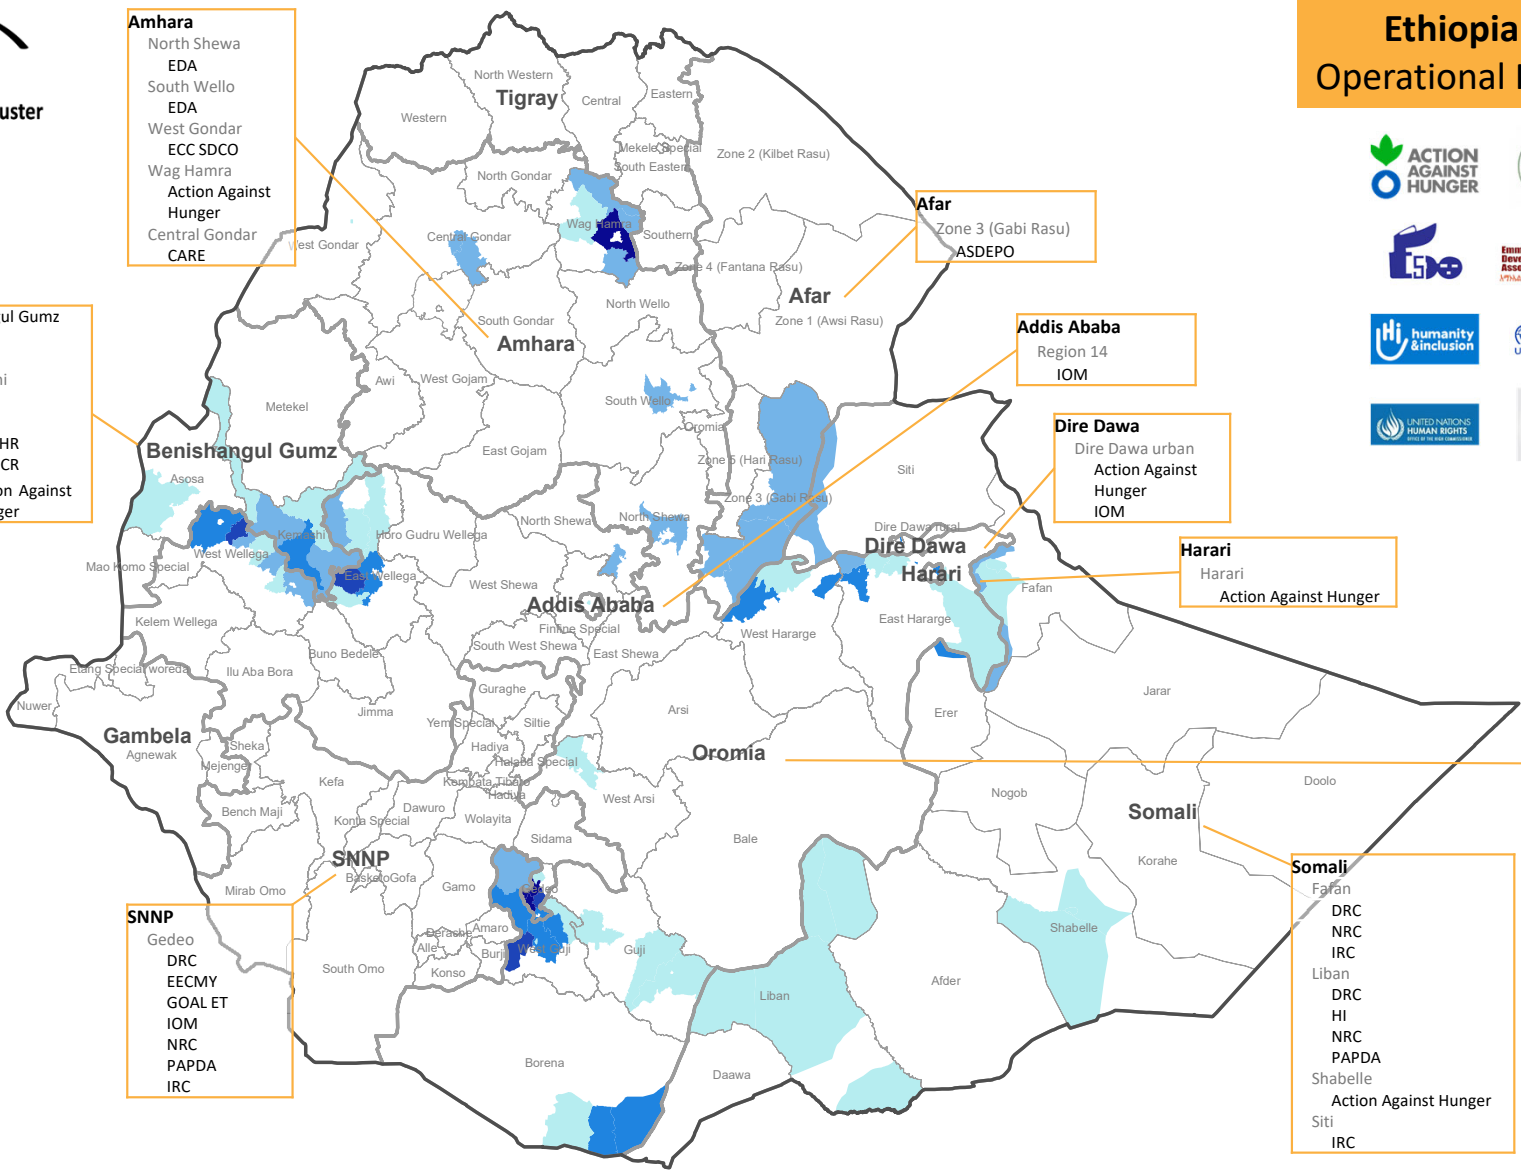 Ethiopia
Operational
uster
Amhara
North Shewa
EDA
South Wello
EDA
West Gondar
ECC SDCO
Wag Hamra
Action Against
Hunger
Central Gondar
CARE
ACTION
AGAINST
HUNGER
humanity
&inclusion
UNITED NATIONS
HUMAN RIGHTS
Afar
Zone 3 (Gabi Rasu)
ASDEPO
Addis Ababa
Region 14
IOM
Dire Dawa
Dire Dawa urban
Action Against
Hunger
IOM
Harari
Harari
Action Against Hunger
Somali
Fafan
DRC
NRC
IRC
Liban
DRC
HI
NRC
PAPDA
Shabelle
Action Against Hunger
Siti
IRC
SNNP
Gedeo
DRC
EECMY
GOAL ET
IOM
NRC
PAPDA
IRC
ul Gumz
ni
HR
CR
on Against
ger
North Western
Tigray
Western
Central
Eastern
Mekele Special
South Eastern
Zone 2 (Kilbet Rasu)
North Gondar
Wag Hamra
Southern
West Gondar
Central Gondar
Zone 4 (Fantana Rasu)
Afar
Zone 1 (Awsi Rasu)
North Wello
South Gondar
Amhara
Awi
West Gojam
South Wello
Metekel
Oromia
East Gojam
Benishangul Gumz
Zone 5 (Hari Rasu)
Siti
Asosa
Zone 3 (Gabi Rasu)
North Shewa
North Shewa
Dire Dawa rural
Kemashi
Horo Gudru Wellega
Dire Dawa
West Wellega
Mao Komo Special
East Wellega
Harari
West Shewa
Fafan
Addis Ababa
Kelem Wellega
East Hararge
Finfine Special
West Hararge
South West Shewa
East Shewa
Buno Bedele
Etang Special woreda
Ilu Aba Bora
Guraghe
Jarar
Nuwer
Jimma
Arsi
Erer
Yem Special
Siltie
Gambela
Agnewak
Sheka
Hadiya
Oromia
Mejenger
Halaba Special
Kefa
Kembata Tibaro
Hadiya
Doolo
Nogob
West Arsi
Bench Maji
Dawuro
Somali
Konta Special
Wolayita
Sidama
Bale
SNNP
Korahe
BasketoGofa
Mirab Omo
Gamo
Gedeo
Amaro
Shabelle
Derashe
Alle
Burji
West Guji
Guji
South Omo
Konso
Afder
Liban
Borena
Daawa